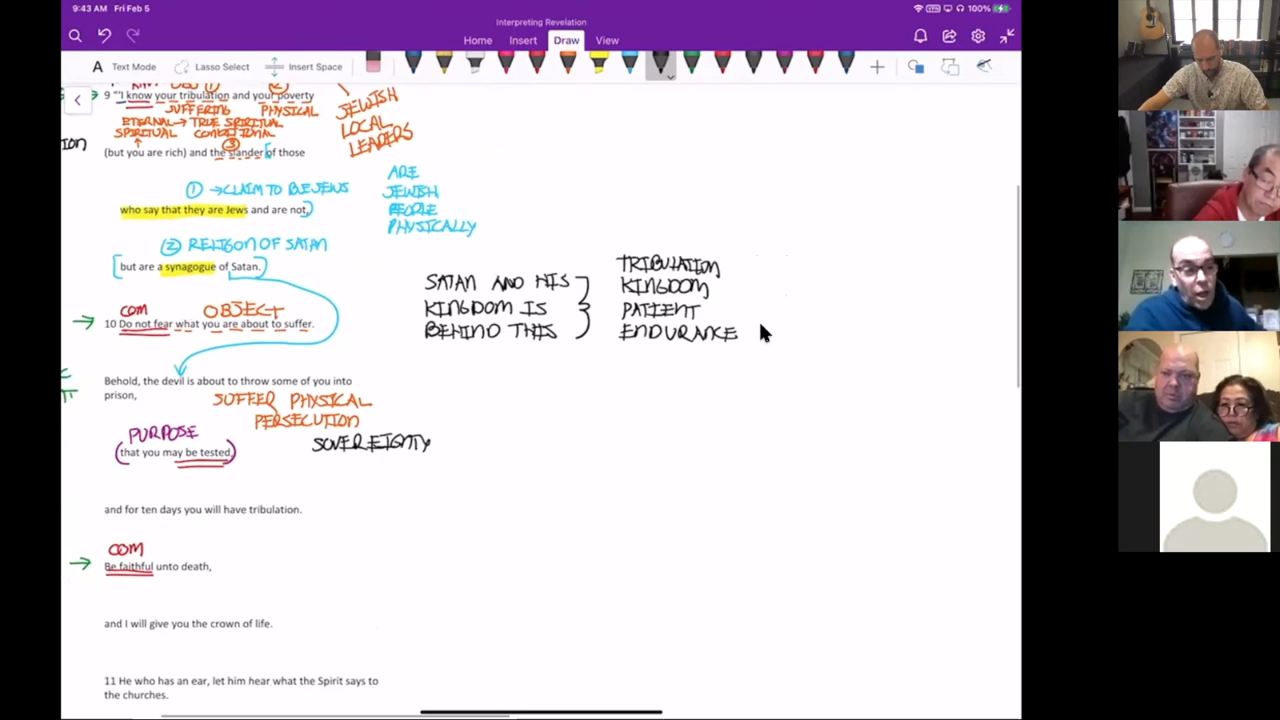 9:43 AM Fri Feb 5
100%
Interpreting Revelation
Home Insert Draw View
Text Mode Lasso Select Insert Space
9 "'I know your tribulation and your poverty
SUFFERING PHYSICAL
ETERNAL → TRUE SPIRITUAL
SPIRITUAL CONDITIONAL
JEWISH
LOCAL
LEADERS
ion
③
(but you are rich) and the slander of those
① → CLAIM TO BE JEWS
ARE
JEWISH
PEOPLE
PHYSICALLY
who say that they are Jews and are not,
② RELIGION OF SATAN
but are a synagogue of Satan.
SATAN AND HIS
KINGDOM IS
BEHIND THIS
TRIBULATION
KINGDOM
PATIENT
ENDURANCE
COM OBJECT
10 Do not fear what you are about to suffer.
Behold, the devil is about to throw some of you into
prison,
SUFFER PHYSICAL
PERSECUTION
PURPOSE
SOVEREIGNTY
that you may be tested,
and for ten days you will have tribulation.
COM
Be faithful unto death,
and I will give you the crown of life.
11 He who has an ear, let him hear what the Spirit says to
the churches.